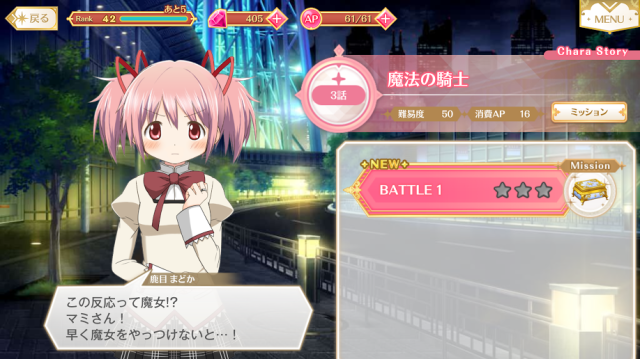 戻る
Rank 42
あと5
405
AP 61/61
MENU
Chara Story
3話
魔法の騎士
難易度 50 消費AP 16
ミッション
NEW
BATTLE 1
Mission
鹿目 まどか
この反応って魔女!?
マミさん！
早く魔女をやっつけないと…！